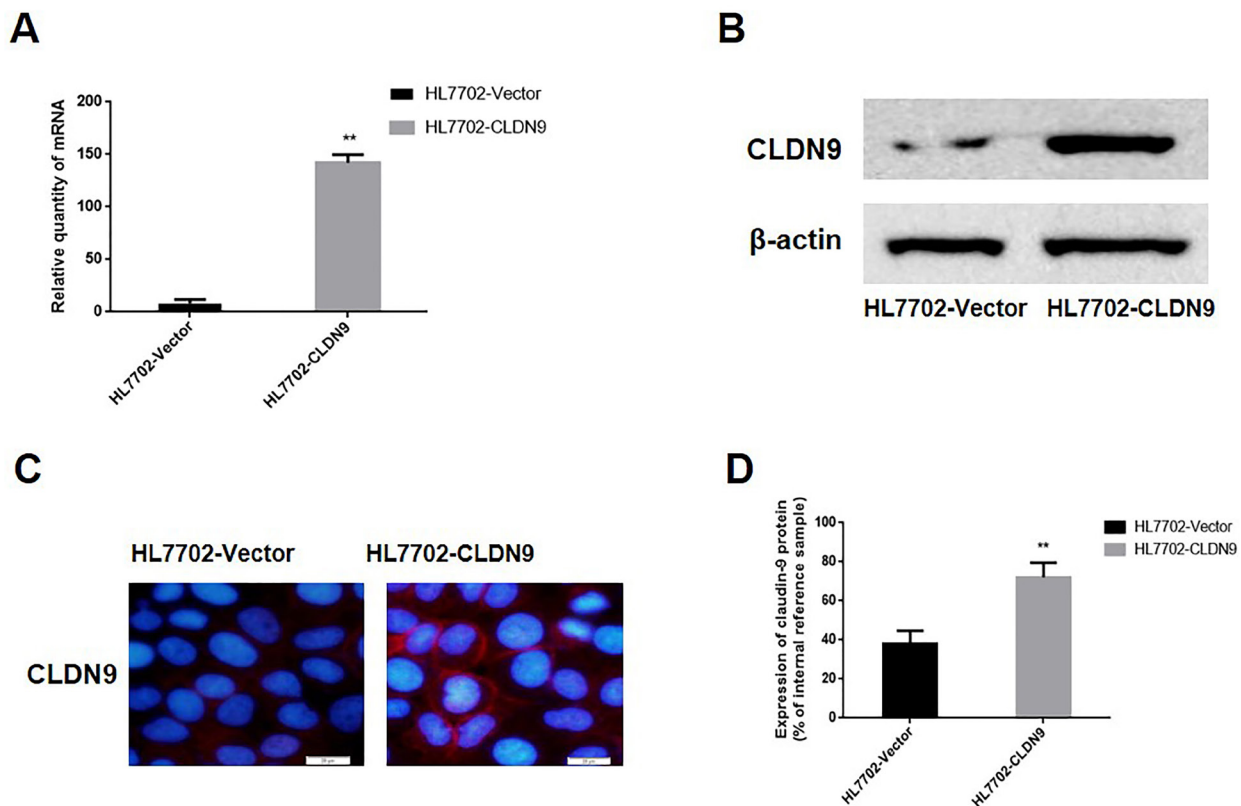 A
Relative quantity of mRNA
200
150
100
50
0
**
HL7702-Vector
HL7702-CLDN9
HL7702-Vector
HL7702-CLDN9
B
CLDN9
β-actin
HL7702-Vector HL7702-CLDN9
C
HL7702-Vector HL7702-CLDN9
CLDN9
D
Expression of claudin-9 protein
(% of internal reference sample)
100
80
60
40
20
0
**
HL7702-Vector
HL7702-CLDN9
HL7702-Vector
HL7702-CLDN9